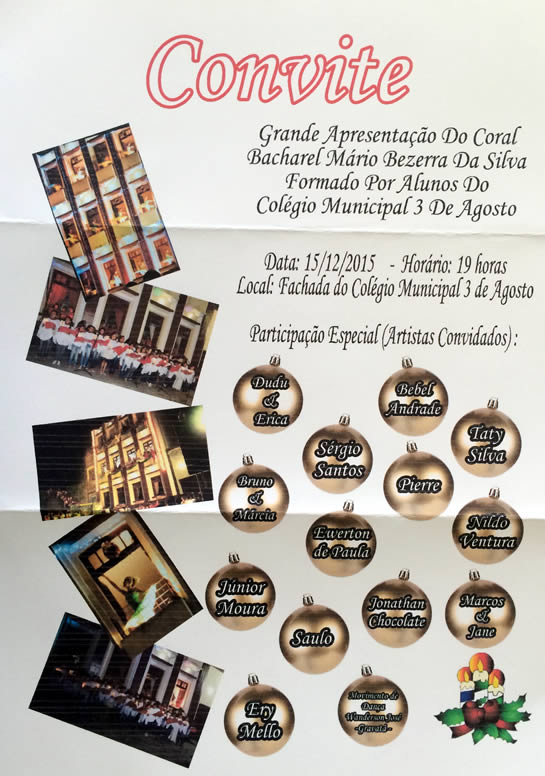 Convite
Grande Apresentação Do Coral
Bacharel Mário Bezerra Da Silva
Formado Por Alunos Do
Colégio Municipal 3 De Agosto
Data: 15/12/2015 - Horário: 19 horas
Local: Fachada do Colégio Municipal 3 de Agosto
Participação Especial (Artistas Convidados) :
Dudu
&
Erica
Bebel
Andrade
Sérgio
Santos
Taty
Silva
Bruno
&
Márcia
Pierre
Ewerton
de Paula
Nildo
Ventura
Júnior
Moura
Saulo
Jonathan
Chocolate
Marcos
&
Jane
Ery
Mello
Movimento de
Dança
Wanderson José
-Gravatá-